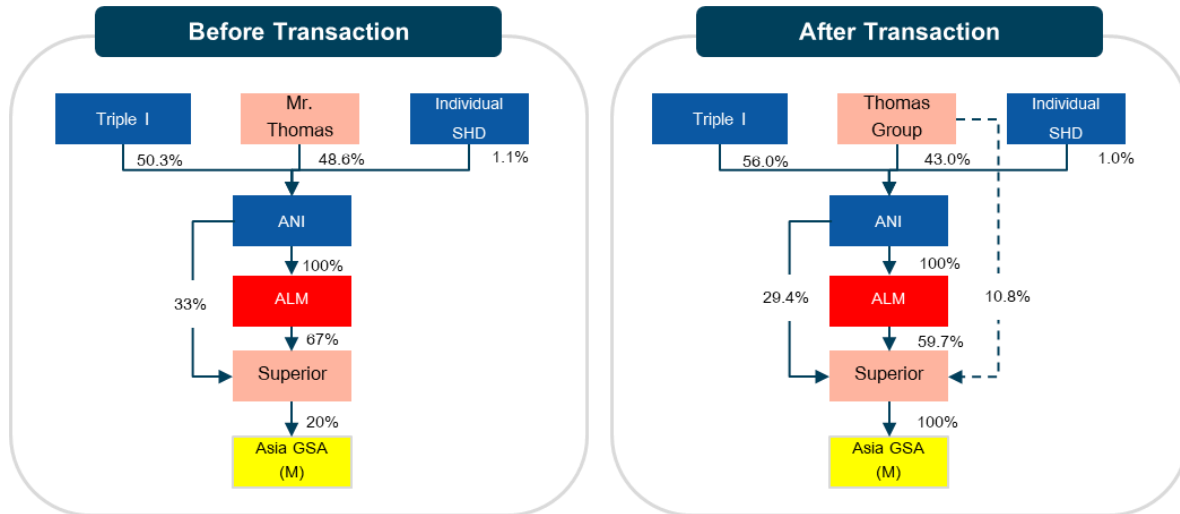 Before Transaction
Triple I
Mr.
Thomas
Individual
SHD
50.3%
48.6%
1.1%
ANI
100%
33%
ALM
67%
Superior
20%
Asia GSA
(M)
After Transaction
Triple I
Thomas
Group
Individual
SHD
56.0%
43.0%
1.0%
ANI
100%
29.4%
ALM
10.8%
59.7%
Superior
100%
Asia GSA
(M)